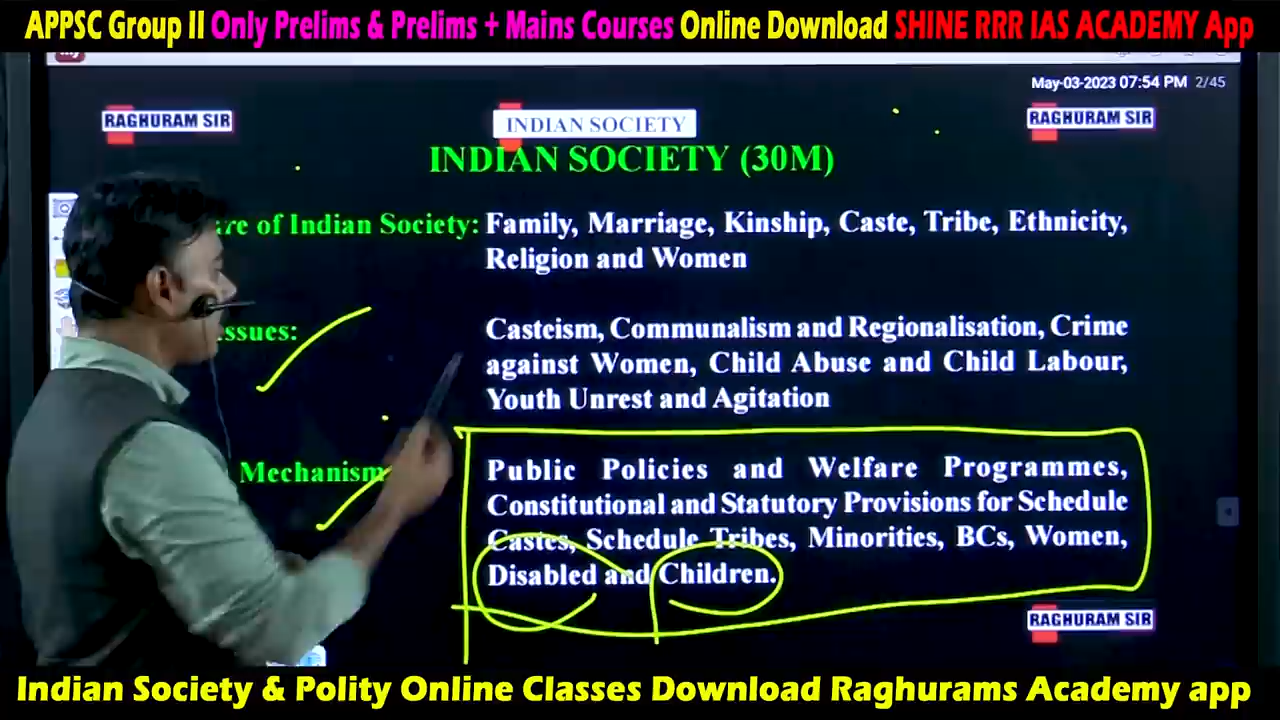 APPSC Group II Only Prelims & Prelims + Mains Courses Online Download SHINE RRR IAS ACADEMY App
May-03-2023 07:54 PM 2/45
RAGHURAM SIR
INDIAN SOCIETY
RAGHURAM SIR
INDIAN SOCIETY (30M)
of Indian Society: Family, Marriage, Kinship, Caste, Tribe, Ethnicity,
Religion and Women
Casteism, Communalism and Regionalisation, Crime
against Women, Child Abuse and Child Labour,
Youth Unrest and Agitation
Mechanism Public Policies and Welfare Programmes,
Constitutional and Statutory Provisions for Schedule
Castes, Schedule Tribes, Minorities, BCs, Women,
Disabled and Children.
RAGHURAM SIR
Indian Society & Polity Online Classes Download Raghurams Academy app